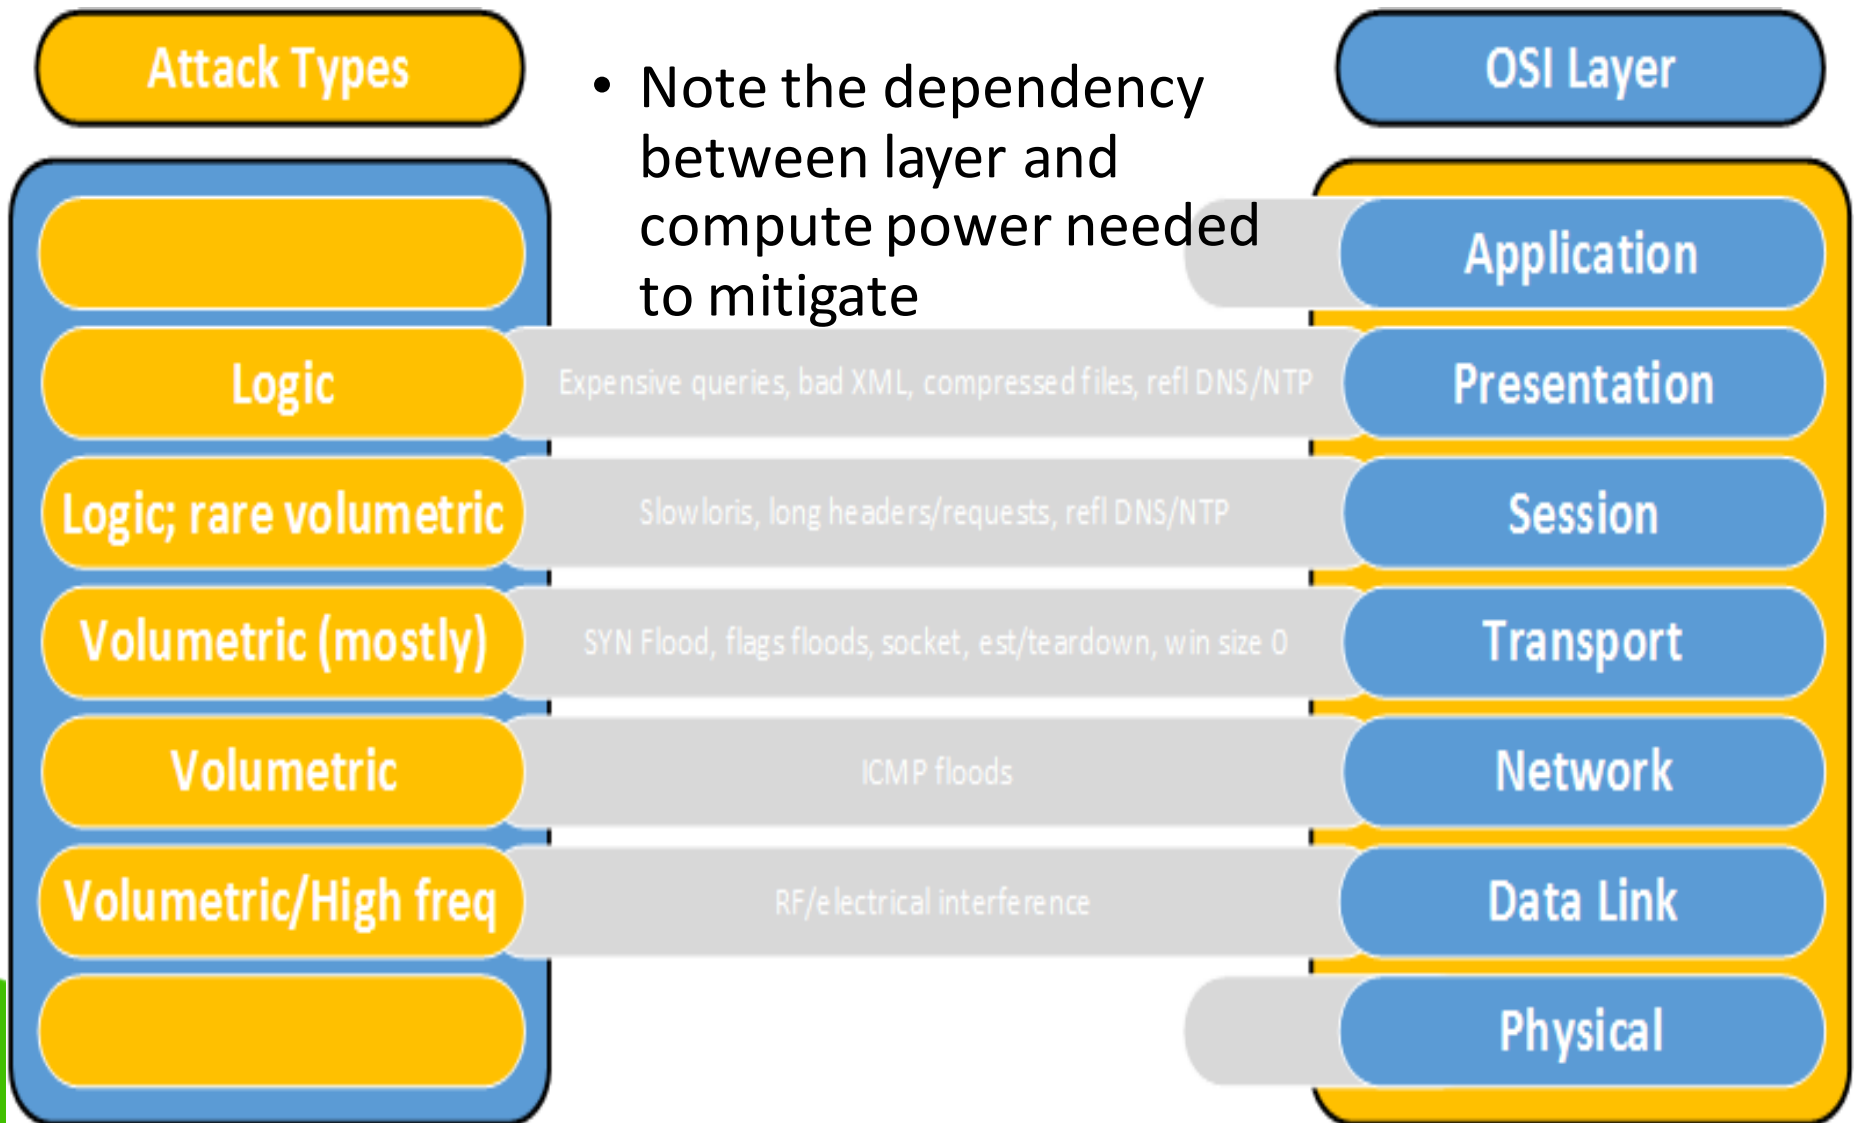 Attack Types
• Note the dependency
between layer and
compute power needed
to mitigate
OSI Layer
Application
Logic
Expensive queries, bad XML, compressed files, refl DNS/NTP
Presentation
Logic; rare volumetric
Slowloris, long headers/requests, refl DNS/NTP
Session
Volumetric (mostly)
SYN Flood, flags floods, socket, est/teardown, win size 0
Transport
Volumetric
ICMP floods
Network
Volumetric/High freq
RF/electrical interference
Data Link
Physical